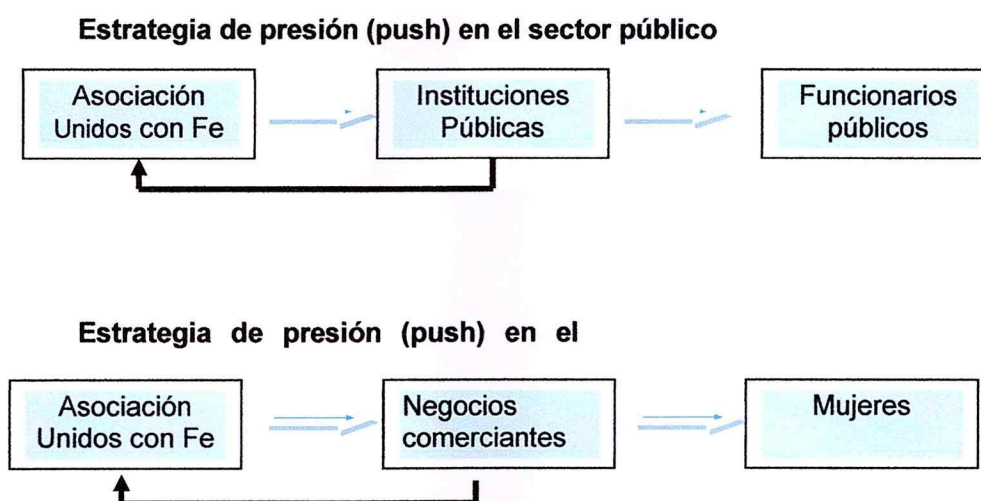 Estrategia de presión (push) en el sector público
Asociación
Unidos con Fe
Instituciones
Públicas
Funcionarios
públicos
Estrategia de presión (push) en el
Asociación
Unidos con Fe
Negocios
comerciantes
Mujeres